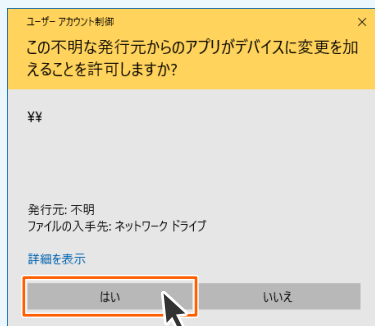 ユーザー アカウント制御
この不明な発行元からのアプリがデバイスに変更を加
えることを許可しますか?
¥¥
発行元: 不明
ファイルの入手先: ネットワーク ドライブ
詳細を表示
はい
いいえ